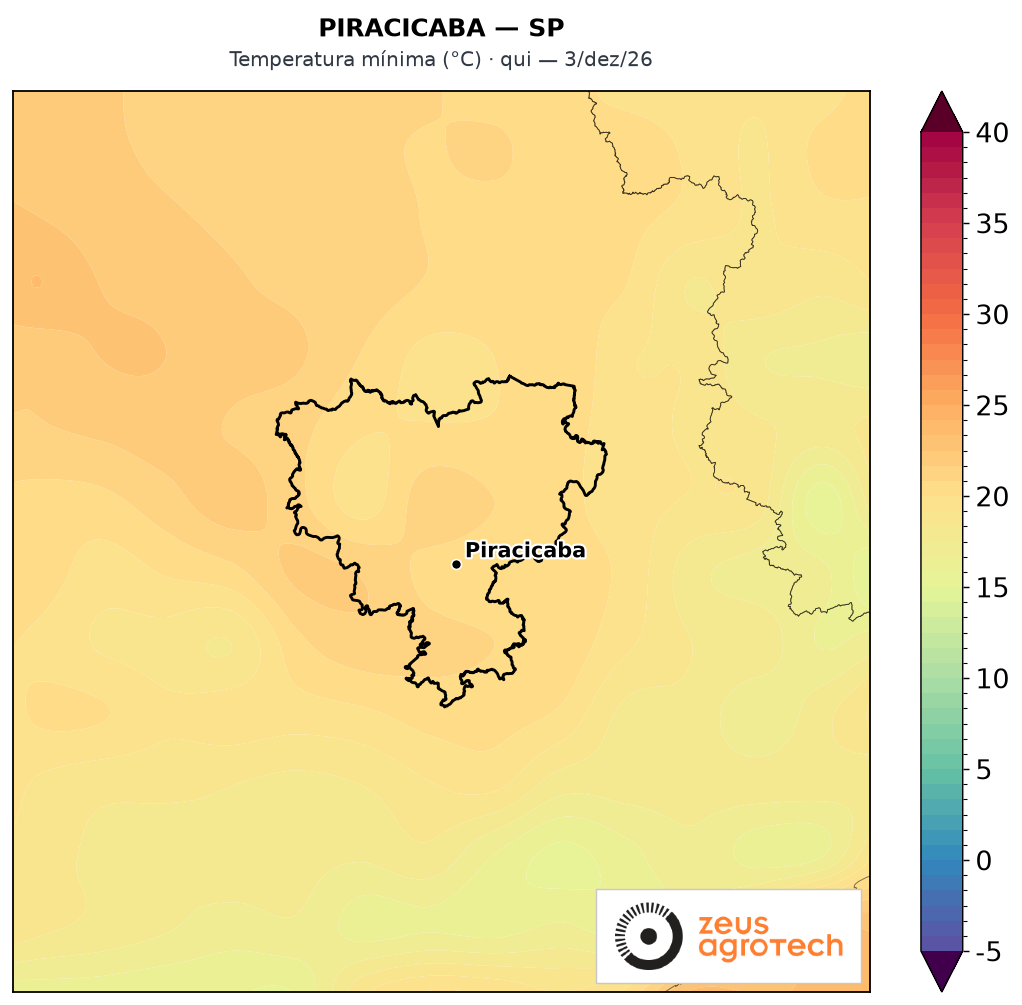 PIRACICABA — SP
Temperatura mínima (°C) · qui — 3/dez/26
40
35
30
25
20
15
10
5
0
-5
Piracicaba
zeus
agrotech